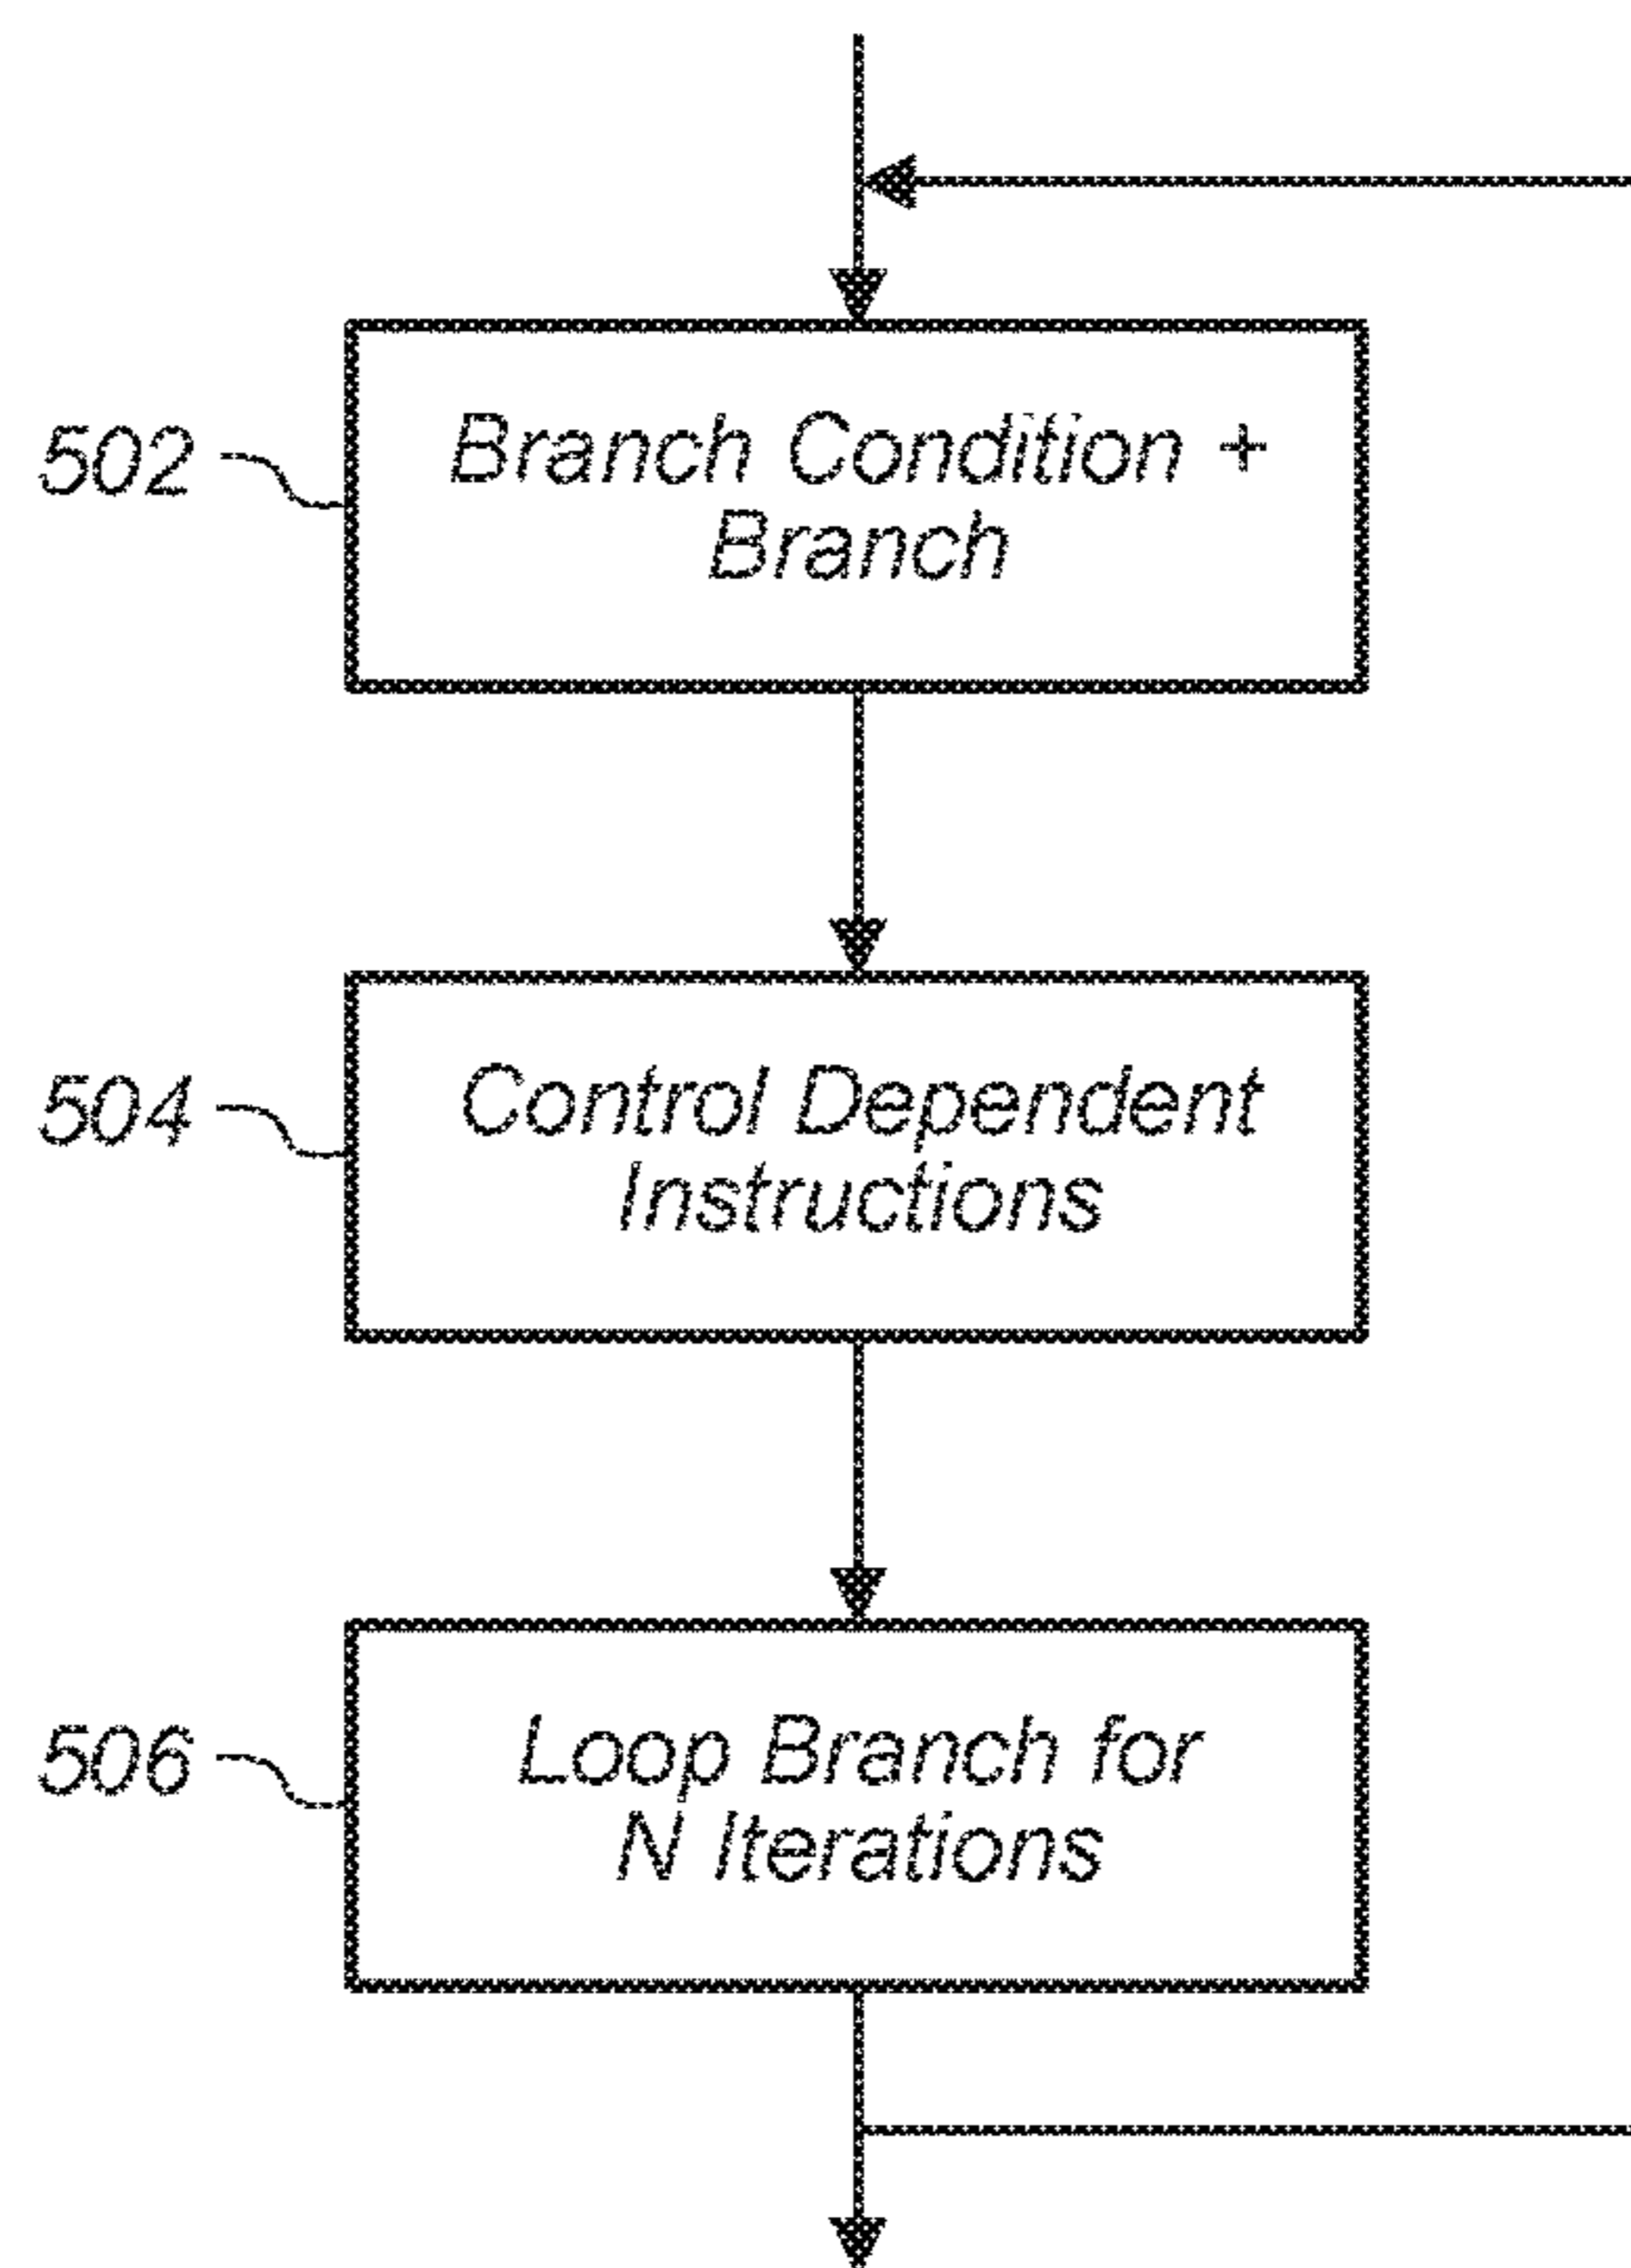 502
Branch Condition +
Branch
504
Control Dependent
Instructions
506
Loop Branch for
N Iterations